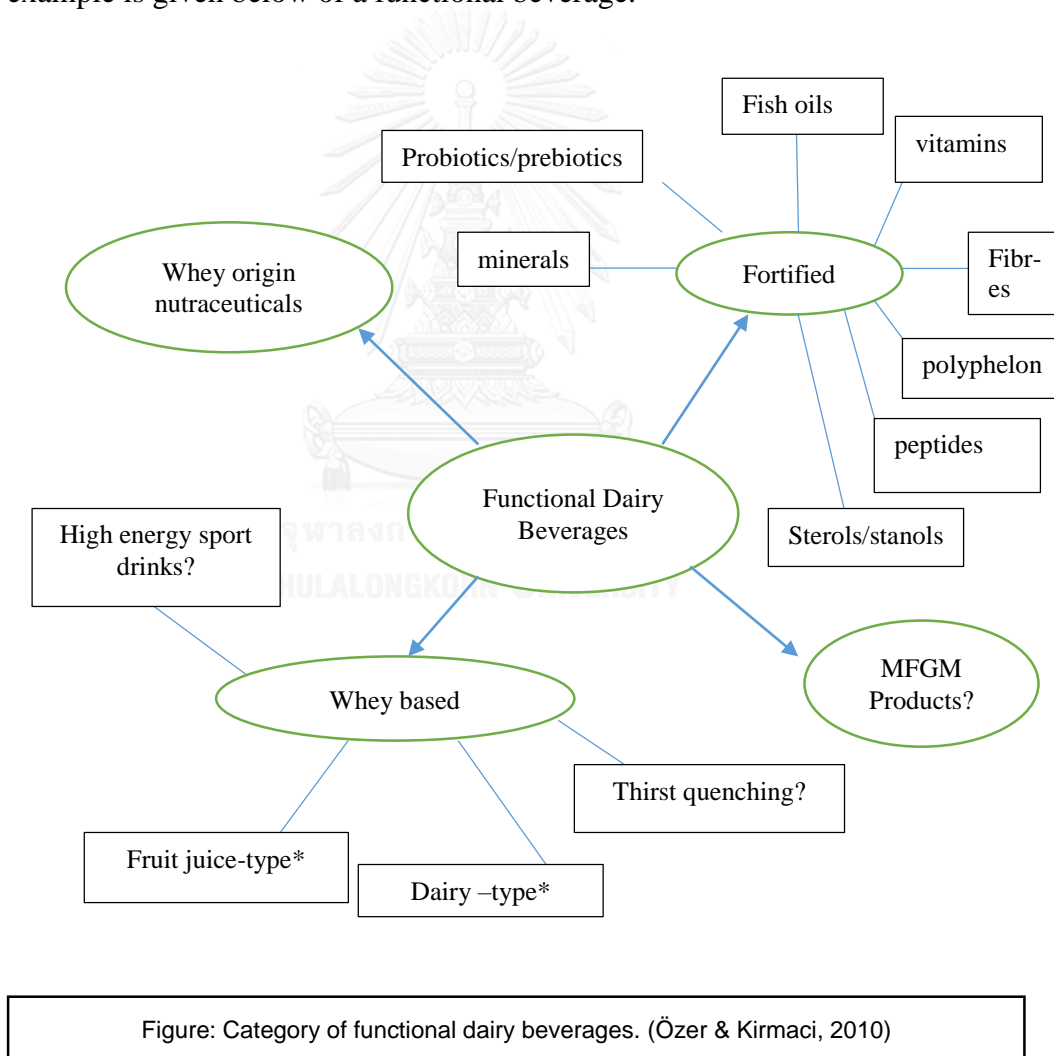 example is given below of a functional beverage.
Fish oils
vitamins
Probiotics/prebiotics
Whey origin
nutraceuticals
minerals
Fortified
Fibr-
es
polyphelon
peptides
Functional Dairy
Beverages
Sterols/stanols
High energy sport
drinks?
MFGM
Products?
Whey based
Thirst quenching?
Fruit juice-type*
Dairy –type*
Figure: Category of functional dairy beverages. (Özer & Kirmaci, 2010)